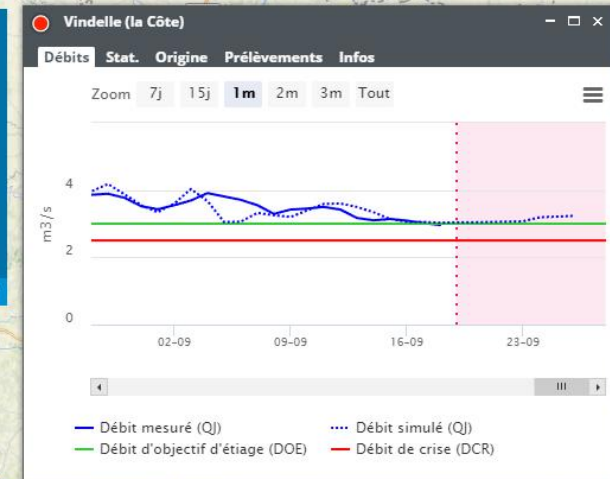 Vindelle (la Côte)
Débits Stat. Origine Prélèvements Infos
Zoom 7j 15j 1m 2m 3m Tout
4
m3/s
2
0
02-09 09-09 16-09 23-09
Débit mesuré (QJ) Débit simulé (QJ)
Débit d'objectif d'étiage (DOE) Débit de crise (DCR)